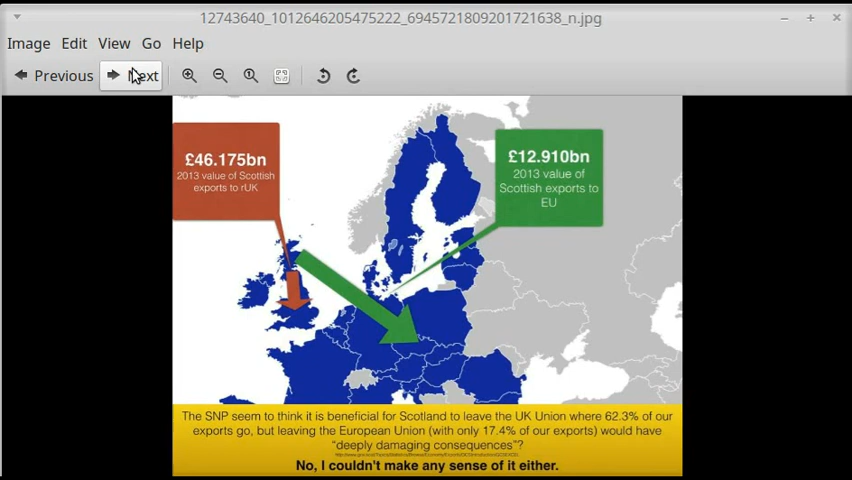 12743640_1012646205475222_6945721809201721638_n.jpg
Image Edit View Go Help
Previous Next
£46.175bn
2013 value of Scottish
exports to rUK
£12.910bn
2013 value of
Scottish exports to
EU
The SNP seem to think it is beneficial for Scotland to leave the UK Union where 62.3% of our
exports go, but leaving the European Union (with only 17.4% of our exports) would have
“deeply damaging consequences”?
No, I couldn't make any sense of it either.